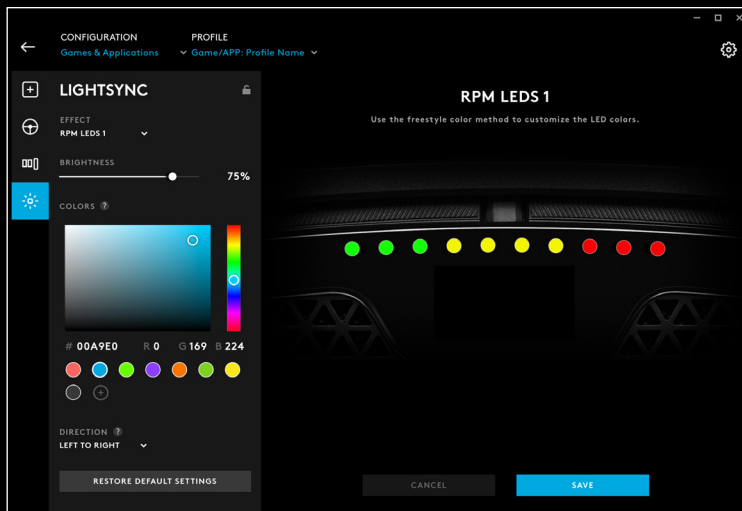 CONFIGURATION
Games & Applications
PROFILE
Game/APP: Profile Name
LIGHTSYNC
EFFECT
RPM LEDS 1
BRIGHTNESS
75%
COLORS ?
# 00A9E0 R 0 G 169 B 224
DIRECTION ?
LEFT TO RIGHT
RESTORE DEFAULT SETTINGS
RPM LEDS 1
Use the freestyle color method to customize the LED colors.
CANCEL
SAVE